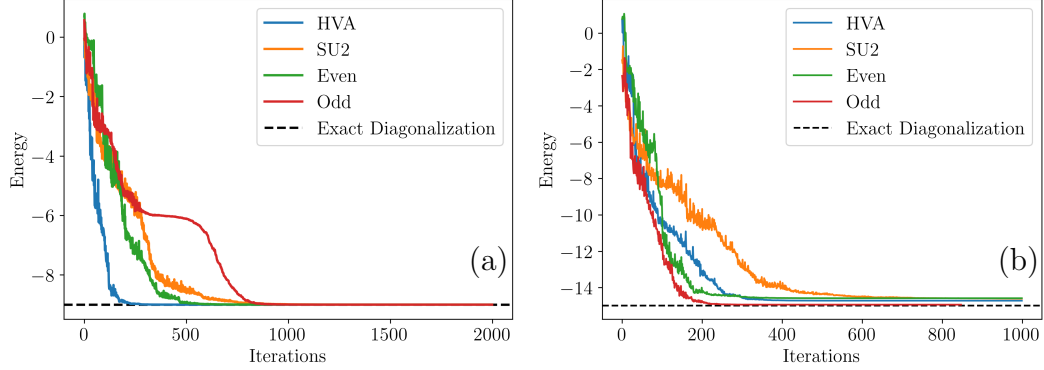 HVA
SU2
Even
Odd
Exact Diagonalization
0
−2
−4
−6
−8
Energy
0
500
1000
1500
2000
Iterations
(a)
HVA
SU2
Even
Odd
Exact Diagonalization
0
−2
−4
−6
−8
−10
−12
−14
Energy
0
200
400
600
800
1000
Iterations
(b)